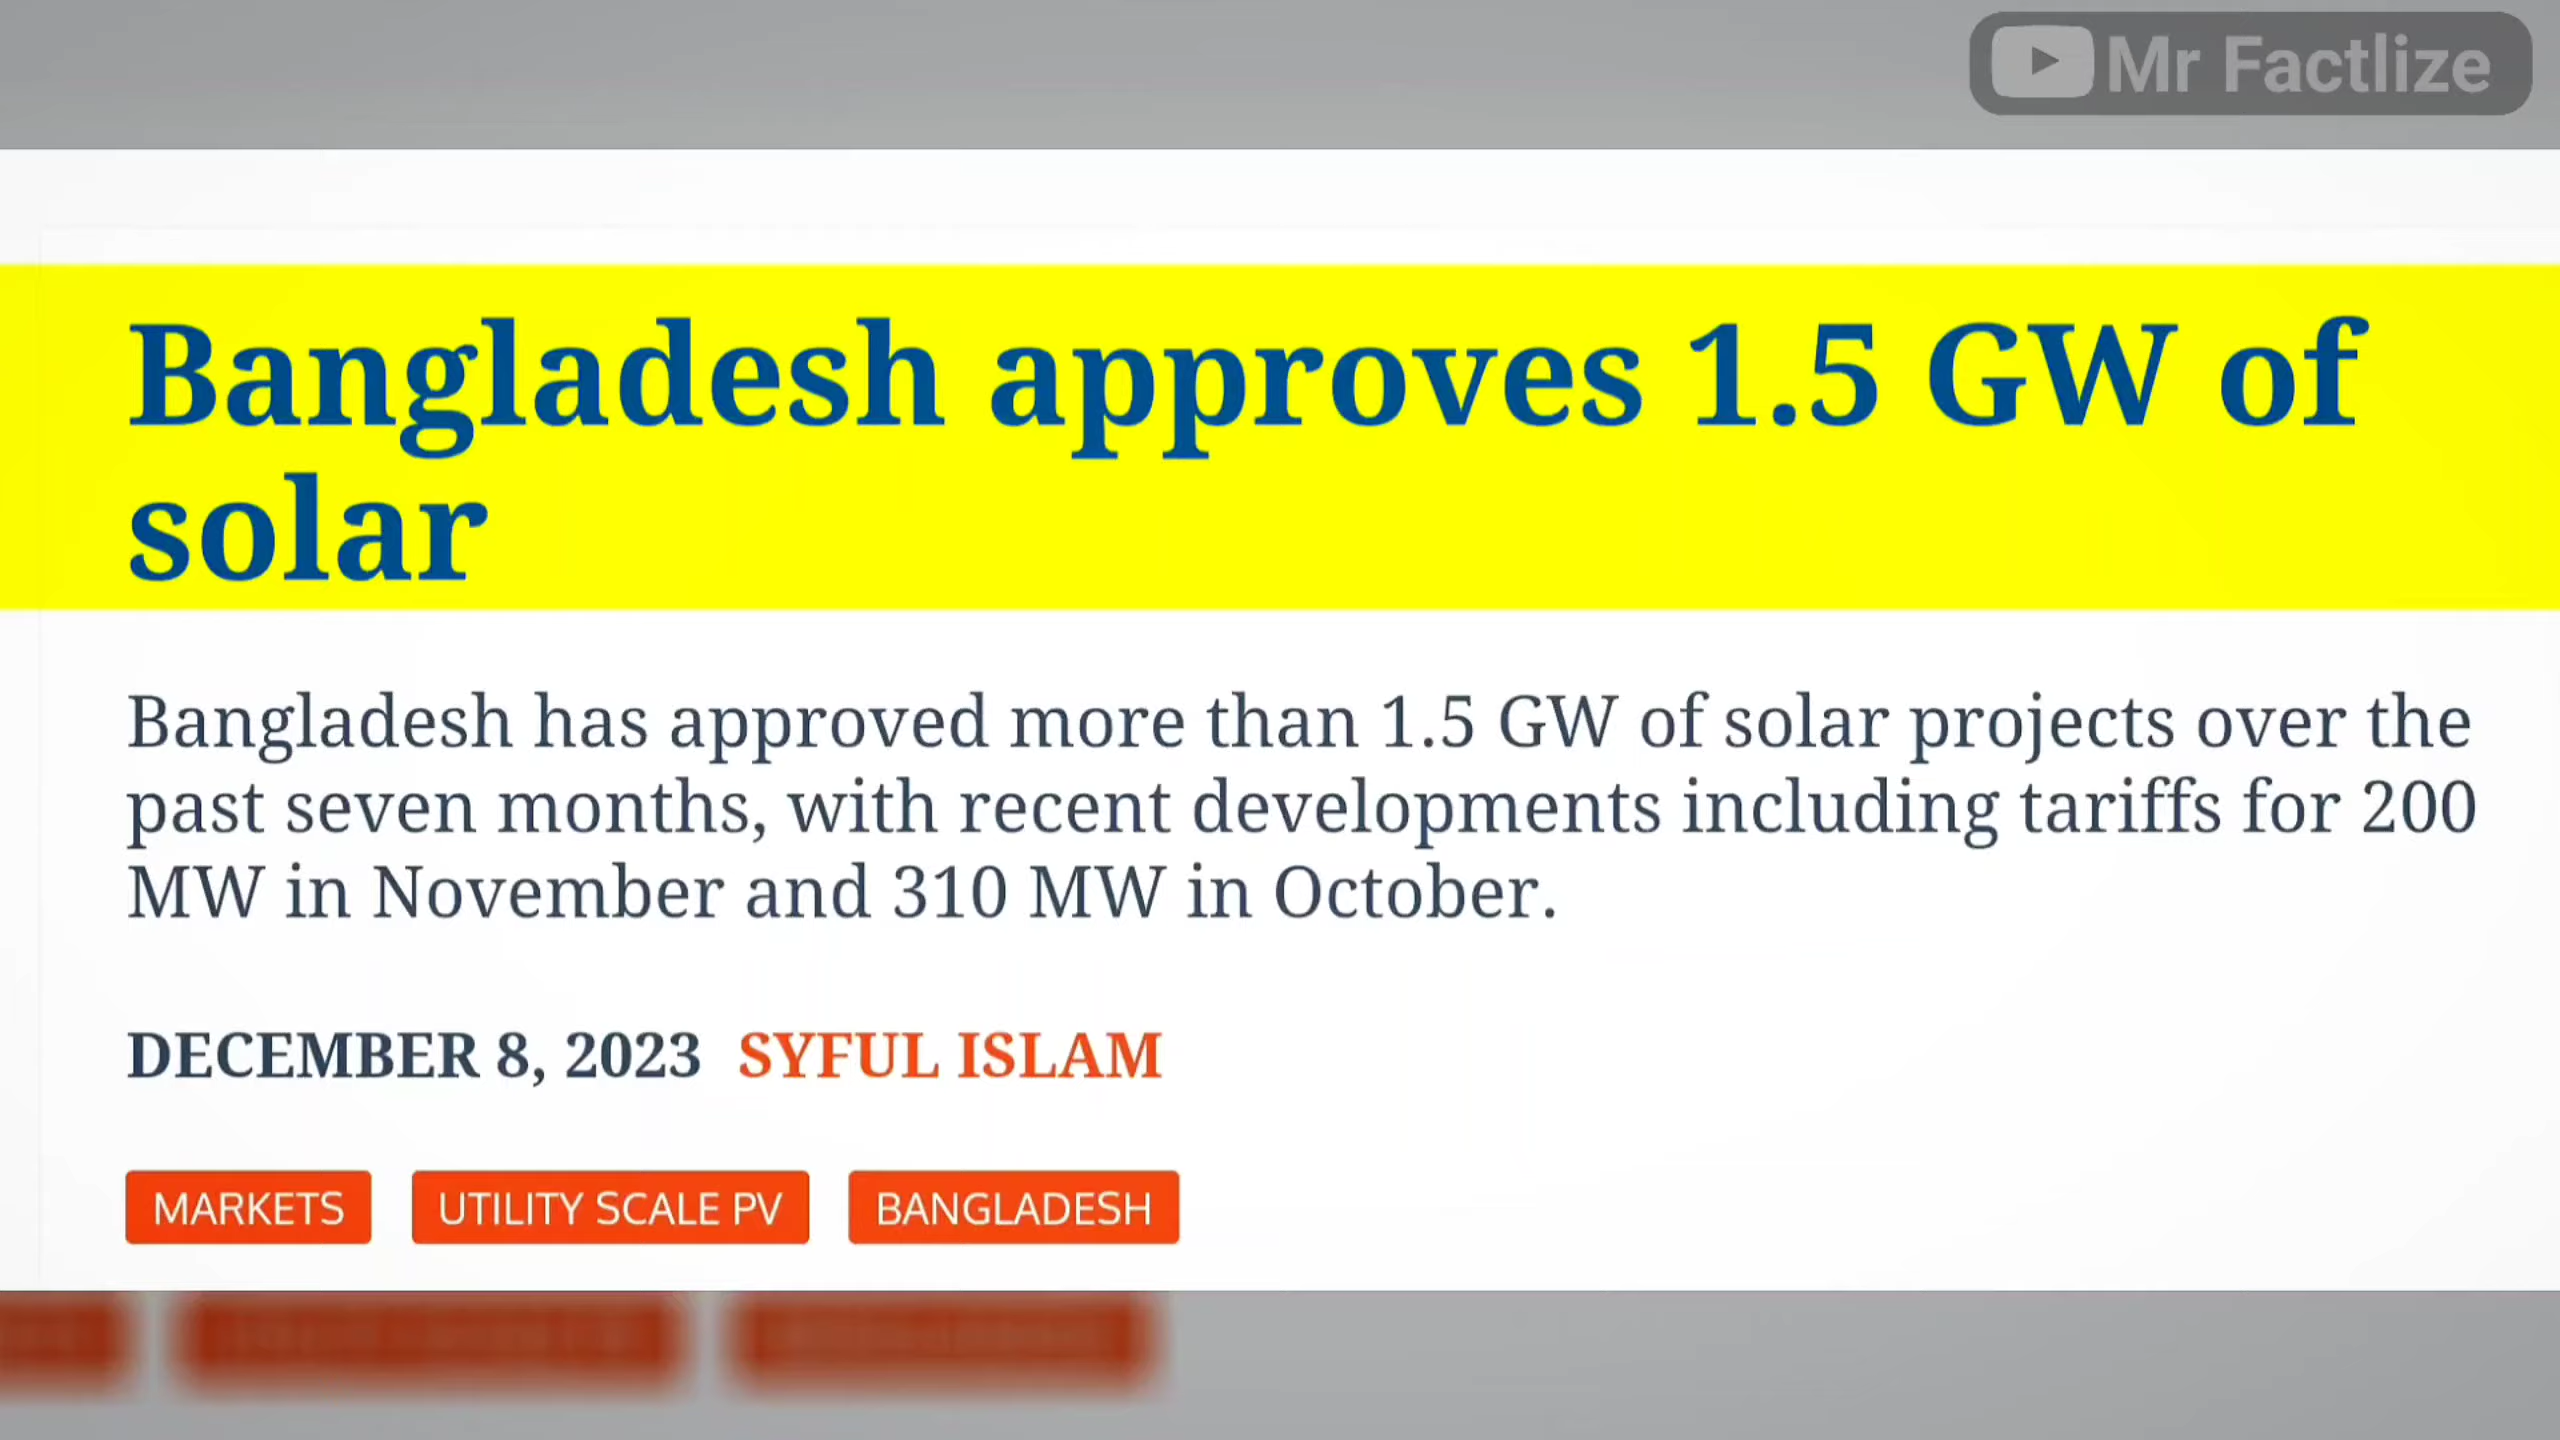 Mr Factlize
Bangladesh approves 1.5 GW of
solar
Bangladesh has approved more than 1.5 GW of solar projects over the
past seven months, with recent developments including tariffs for 200
MW in November and 310 MW in October.
DECEMBER 8, 2023 SYFUL ISLAM
MARKETS UTILITY SCALE PV BANGLADESH